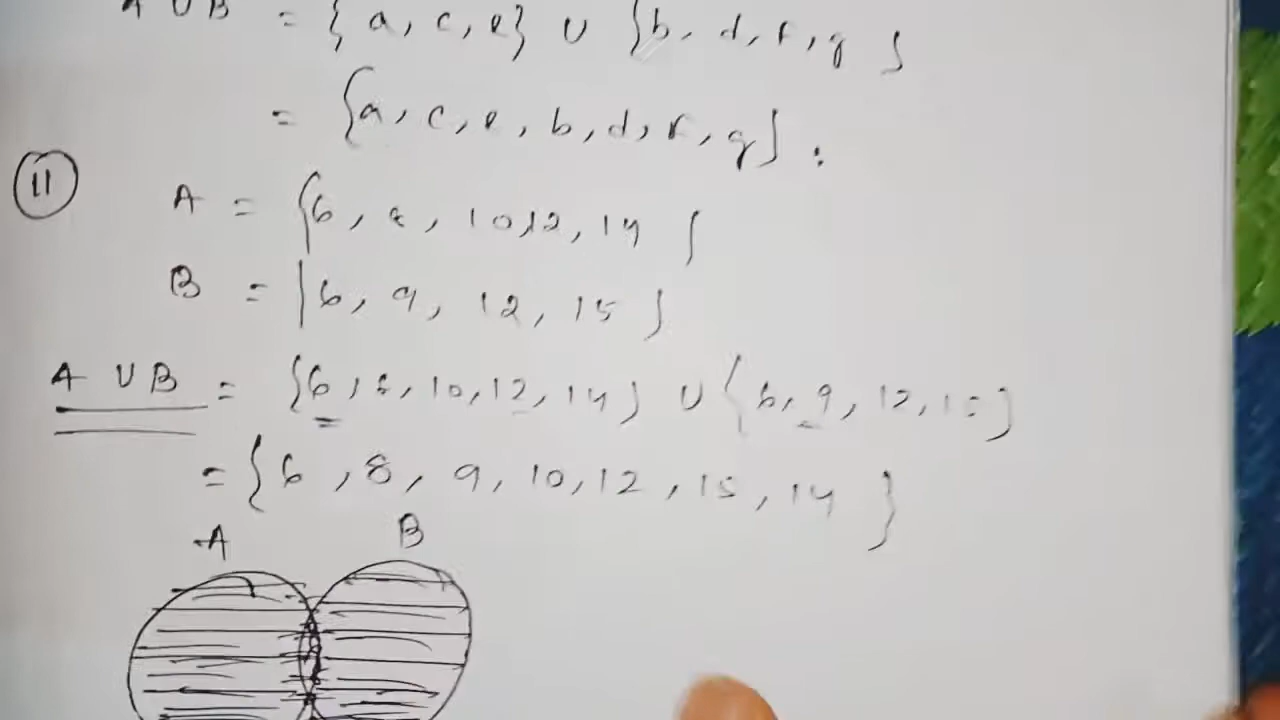 A ∪ B = {a, c, e} ∪ {b, d, f, g}
= {a, c, e, b, d, f, g}.
11
A = {6, 8, 10, 12, 14}
B = {6, 9, 12, 15}
A ∪ B = {6, 8, 10, 12, 14} ∪ {6, 9, 12, 15}
= {6, 8, 9, 10, 12, 15, 14}
A B